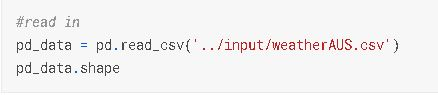 #read in
pd_data = pd.read_csv('../input/weatherAUS.csv')
pd_data.shape